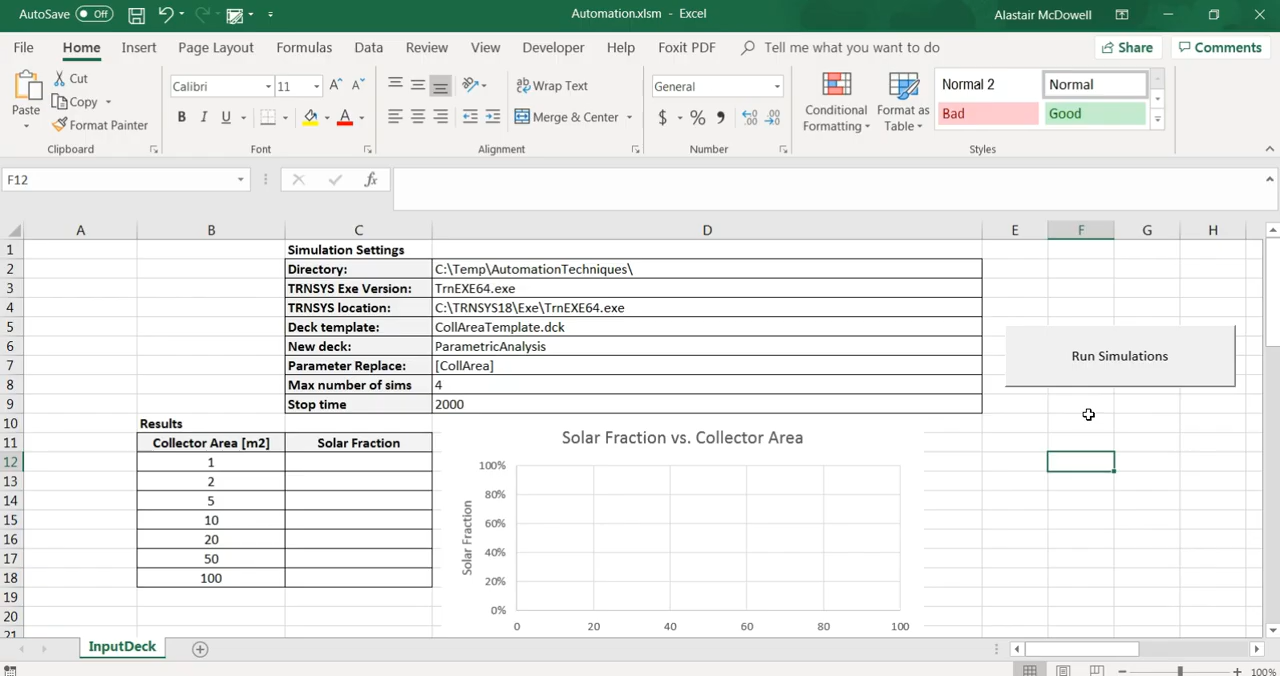 AutoSave Off Automation.xlsm - Excel Alastair McDowell
File Home Insert Page Layout Formulas Data Review View Developer Help Foxit PDF Tell me what you want to do Share Comments
Paste
Cut
Copy
Format Painter
Clipboard
Calibri 11 A A
B I U A
Font
Wrap Text
Merge & Center
Alignment
General
$ % ,
Number
Conditional Formatting
Format as Table
Normal 2 Normal
Bad Good
Styles
F12 fx
A B C D E F G H
1 Simulation Settings
2 Directory: C:\Temp\AutomationTechniques\
3 TRNSYS Exe Version: TrnEXE64.exe
4 TRNSYS location: C:\TRNSYS18\Exe\TrnEXE64.exe
5 Deck template: CollAreaTemplate.dck
6 New deck: ParametricAnalysis
7 Parameter Replace: [CollArea]
8 Max number of sims 4
9 Stop time 2000
Run Simulations
10 Results
11 Collector Area [m2] Solar Fraction
12 1
13 2
14 5
15 10
16 20
17 50
18 100
19
20
21
Solar Fraction vs. Collector Area
Solar Fraction
100%
80%
60%
40%
20%
0%
0 20 40 60 80 100
InputDeck
100%